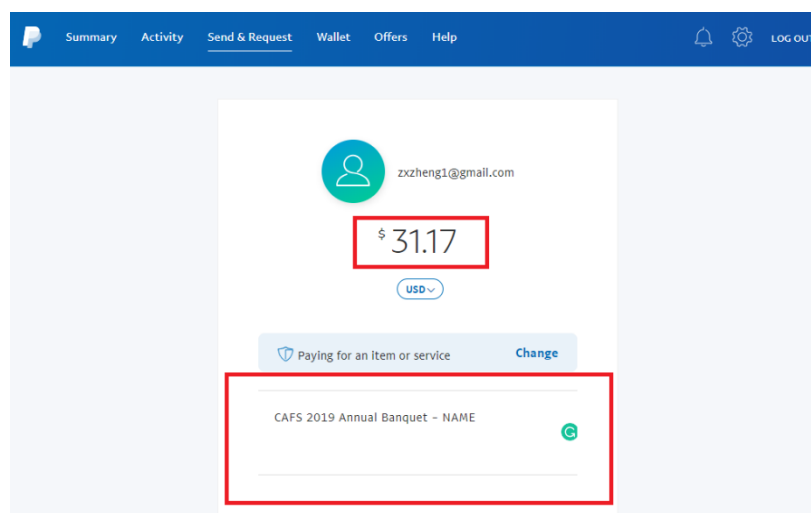 Summary Activity Send & Request Wallet Offers Help LOG OUT
zxzheng1@gmail.com
$ 31.17
USD
Paying for an item or service Change
CAFS 2019 Annual Banquet – NAME